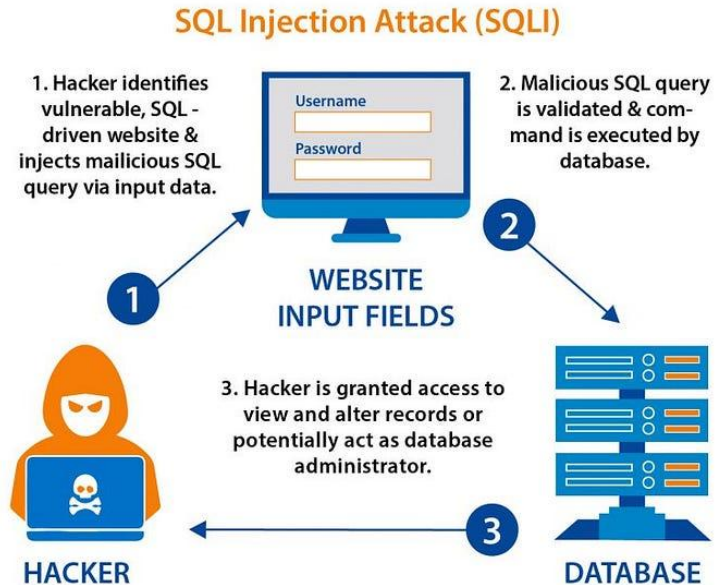 SQL Injection Attack (SQLI)
1. Hacker identifies
vulnerable, SQL -
driven website &
injects mailicious SQL
query via input data.
Username
Password
2. Malicious SQL query
is validated & com-
mand is executed by
database.
1
2
WEBSITE
INPUT FIELDS
3. Hacker is granted access to
view and alter records or
potentially act as database
administrator.
3
HACKER
DATABASE